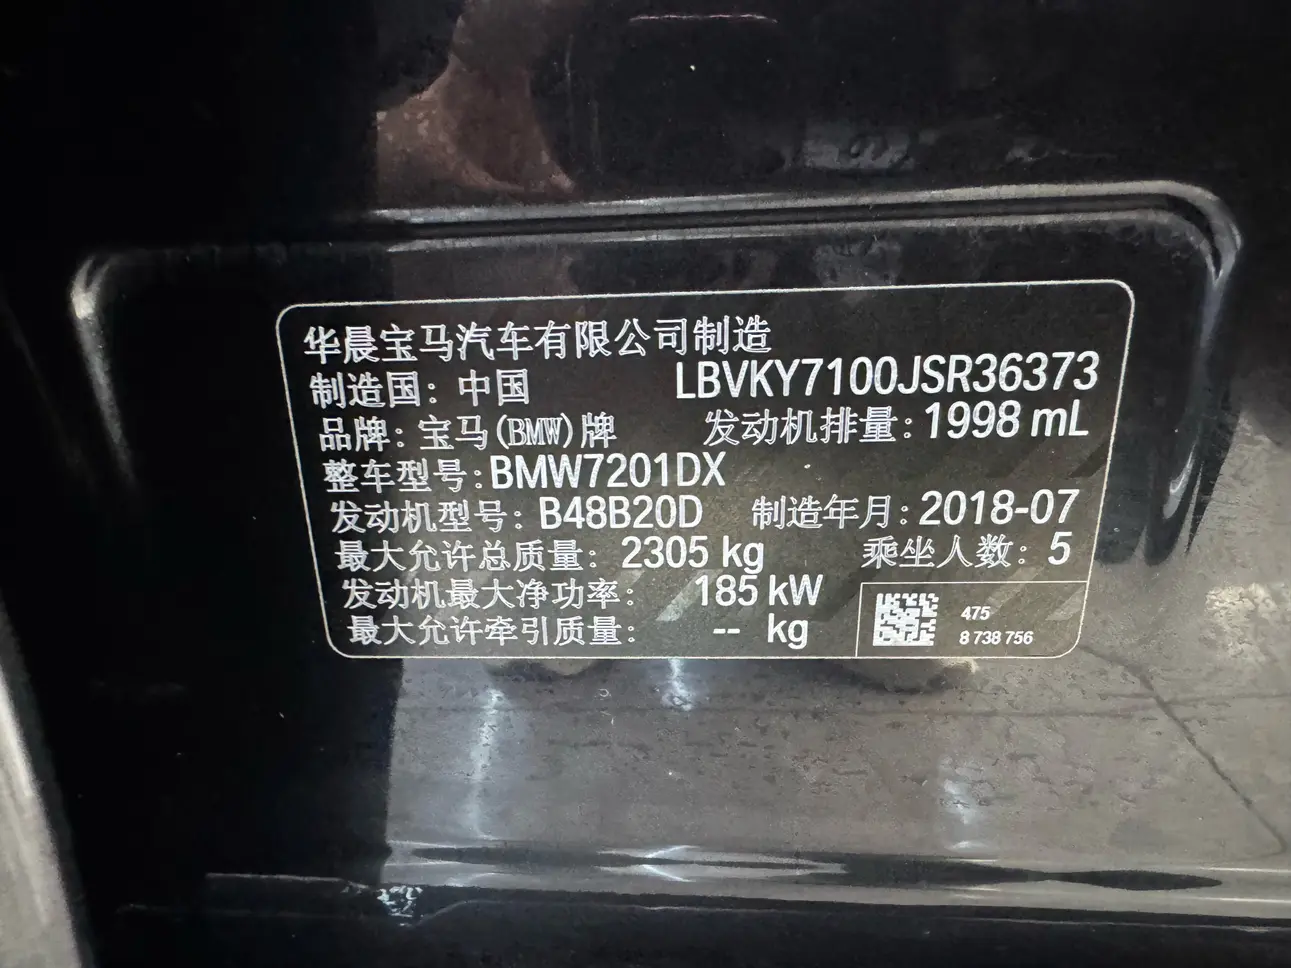 华晨宝马汽车有限公司制造
制造国：中国 LBVKY7100JSR36373
品牌：宝马(BMW)牌 发动机排量：1998 mL
整车型号：BMW7201DX
发动机型号：B48B20D 制造年月：2018-07
最大允许总质量：2305 kg 乘坐人数：5
发动机最大净功率：185 kW
最大允许牵引质量：-- kg
475
8 738 756